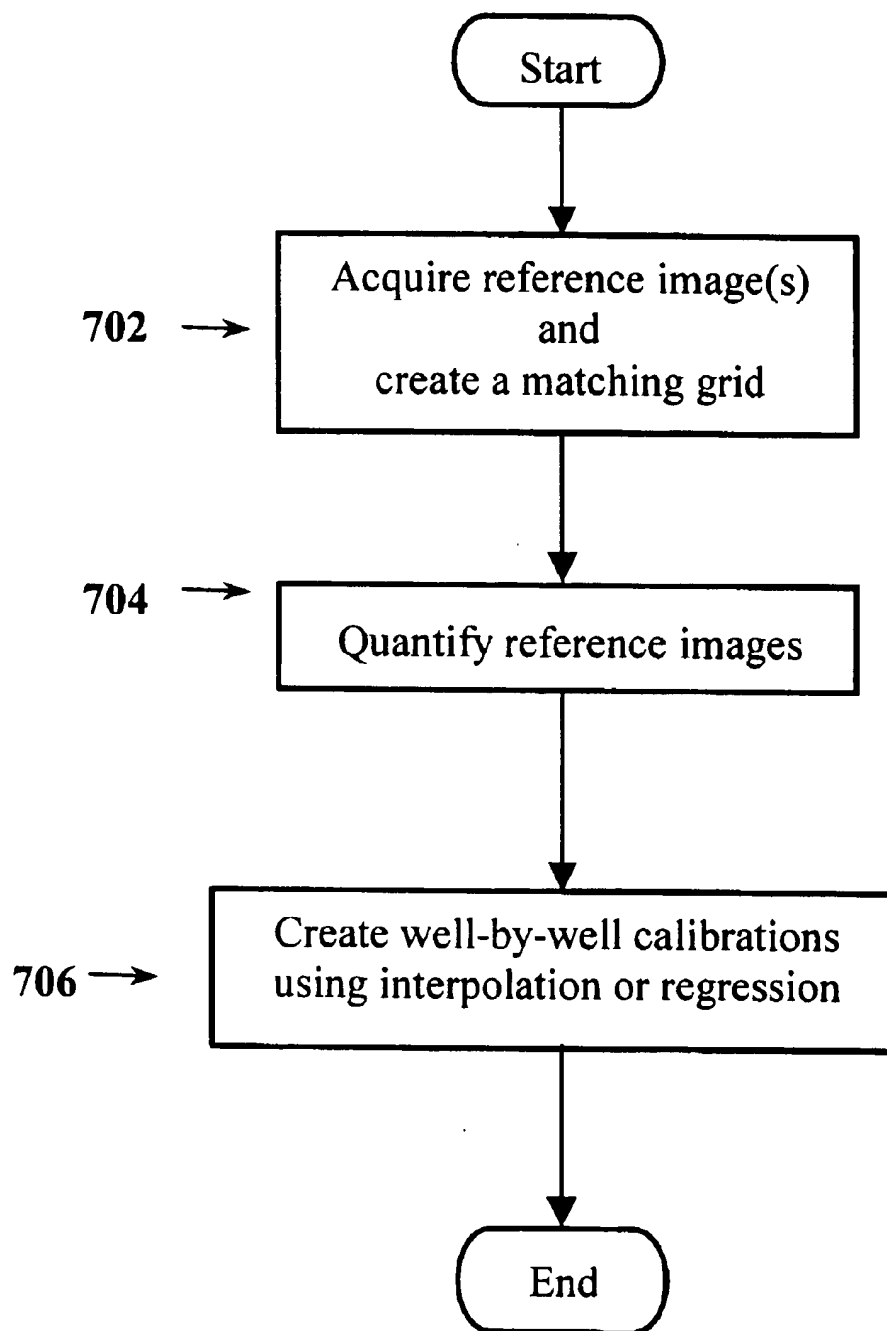 Start
702
Acquire reference image(s)
and
create a matching grid
704
Quantify reference images
706
Create well-by-well calibrations
using interpolation or regression
End